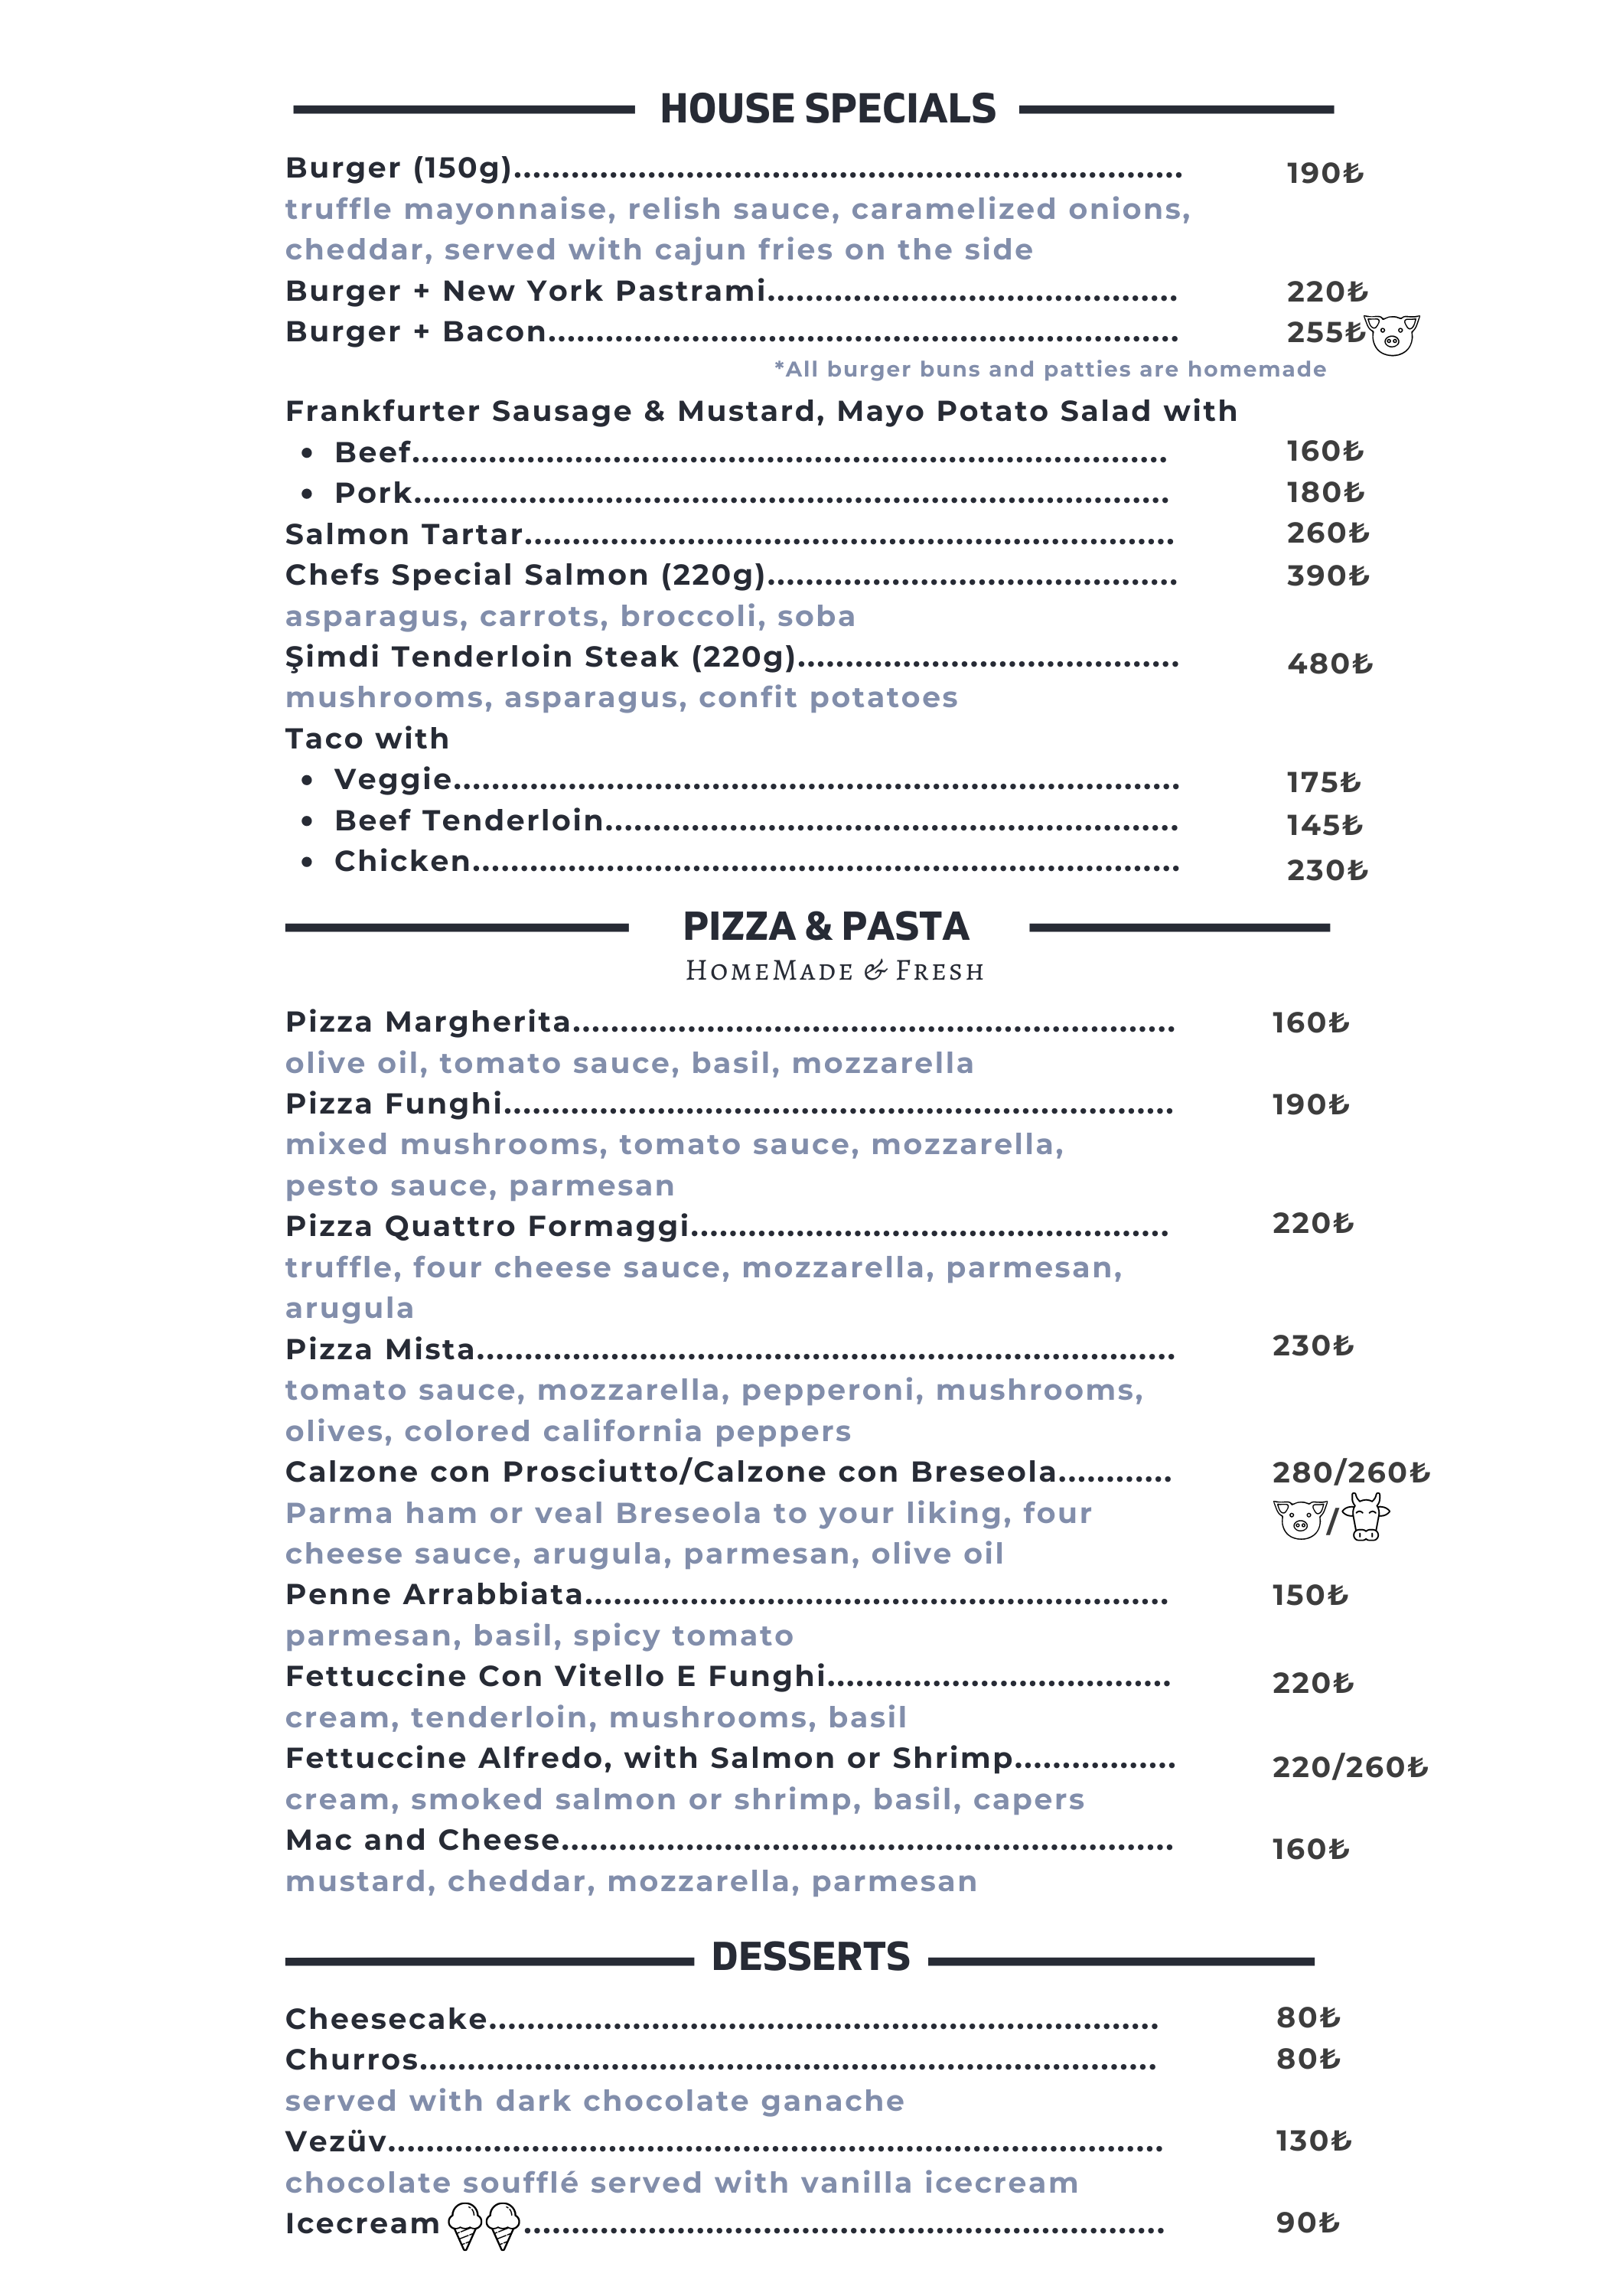 HOUSE SPECIALS
Burger (150g)...................................................................... 190₺
truffle mayonnaise, relish sauce, caramelized onions,
cheddar, served with cajun fries on the side
Burger + New York Pastrami........................................... 220₺
Burger + Bacon.................................................................. 255₺
*All burger buns and patties are homemade
Frankfurter Sausage & Mustard, Mayo Potato Salad with
• Beef............................................................................... 160₺
• Pork............................................................................... 180₺
Salmon Tartar.................................................................... 260₺
Chefs Special Salmon (220g)........................................... 390₺
asparagus, carrots, broccoli, soba
Şimdi Tenderloin Steak (220g)........................................ 480₺
mushrooms, asparagus, confit potatoes
Taco with
• Veggie............................................................................ 175₺
• Beef Tenderloin............................................................ 145₺
• Chicken.......................................................................... 230₺
PIZZA & PASTA
HomeMade & Fresh
Pizza Margherita............................................................... 160₺
olive oil, tomato sauce, basil, mozzarella
Pizza Funghi...................................................................... 190₺
mixed mushrooms, tomato sauce, mozzarella,
pesto sauce, parmesan
Pizza Quattro Formaggi.................................................. 220₺
truffle, four cheese sauce, mozzarella, parmesan,
arugula
Pizza Mista......................................................................... 230₺
tomato sauce, mozzarella, pepperoni, mushrooms,
olives, colored california peppers
Calzone con Prosciutto/Calzone con Breseola............ 280/260₺
Parma ham or veal Breseola to your liking, four /
cheese sauce, arugula, parmesan, olive oil
Penne Arrabbiata............................................................. 150₺
parmesan, basil, spicy tomato
Fettuccine Con Vitello E Funghi.................................... 220₺
cream, tenderloin, mushrooms, basil
Fettuccine Alfredo, with Salmon or Shrimp................. 220/260₺
cream, smoked salmon or shrimp, basil, capers
Mac and Cheese................................................................ 160₺
mustard, cheddar, mozzarella, parmesan
DESSERTS
Cheesecake...................................................................... 80₺
Churros............................................................................. 80₺
served with dark chocolate ganache
Vezüv................................................................................. 130₺
chocolate soufflé served with vanilla icecream
Icecream................................................................... 90₺